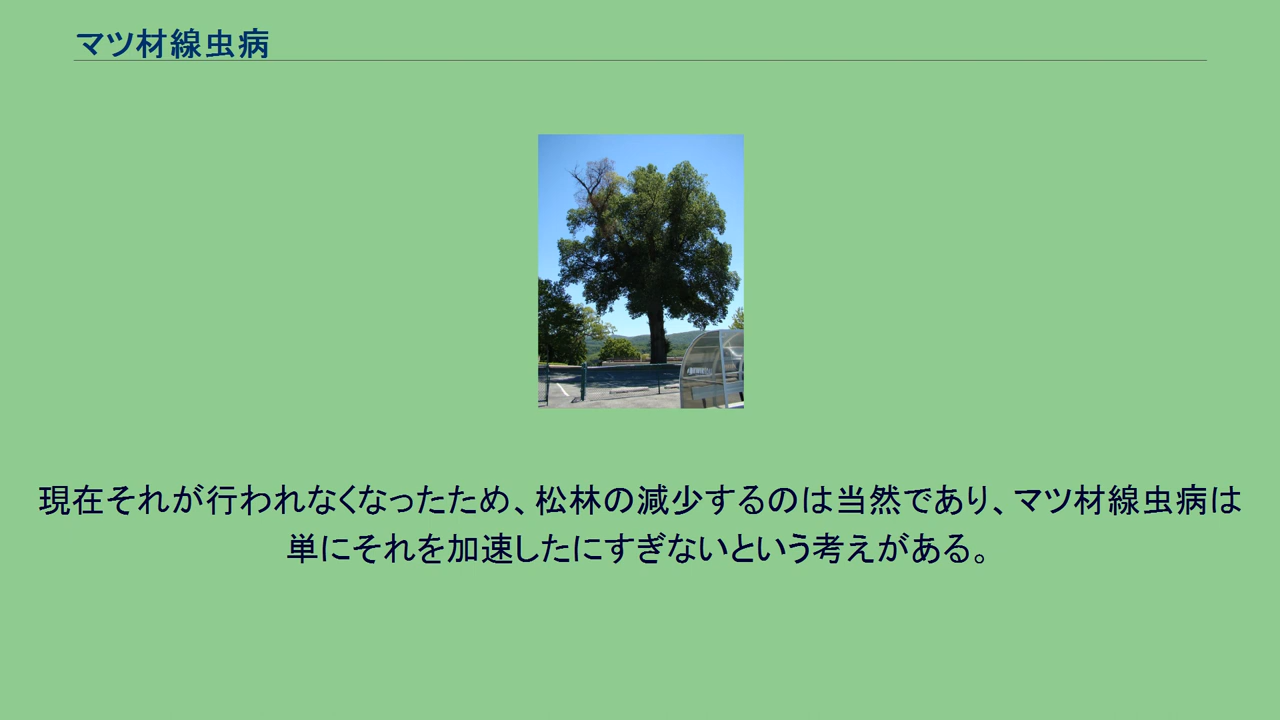 マツ材線虫病
現在それが行われなくなったため、松林の減少するのは当然であり、マツ材線虫病は
単にそれを加速したにすぎないという考えがある。